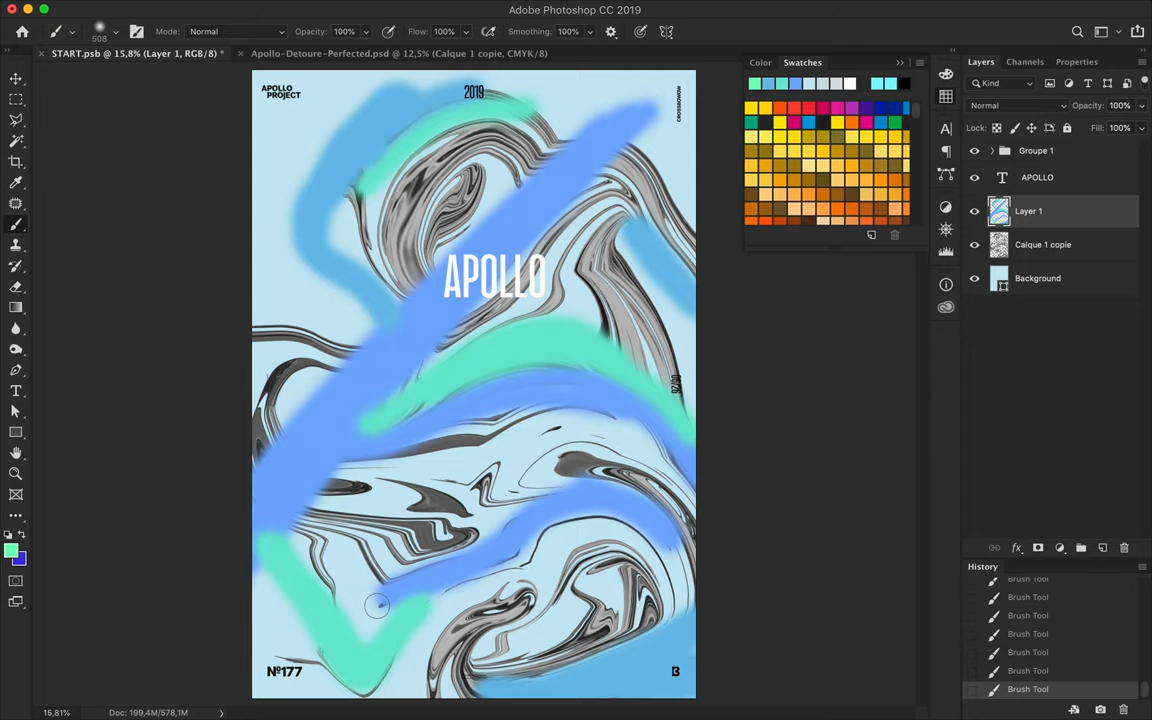 Adobe Photoshop CC 2019
508
Mode: Normal
Opacity: 100%
Flow: 100%
Smoothing: 100%
START.psb @ 15,8% (Layer 1, RGB/8) *
Apollo-Detoure-Perfected.psd @ 12,5% (Calque 1 copie, CMYK/8)
Color
Swatches
Layers
Channels
Properties
Kind
Normal
Opacity: 100%
Lock:
Fill: 100%
Groupe 1
APOLLO
Layer 1
Calque 1 copie
Background
APOLLO
PROJECT
2019
CROSSBOWOW
APOLLO
Nº177
B
fx
History
Brush Tool
Brush Tool
Brush Tool
Brush Tool
Brush Tool
Brush Tool
Brush Tool
15,81%
Doc: 199,4M/578,1M